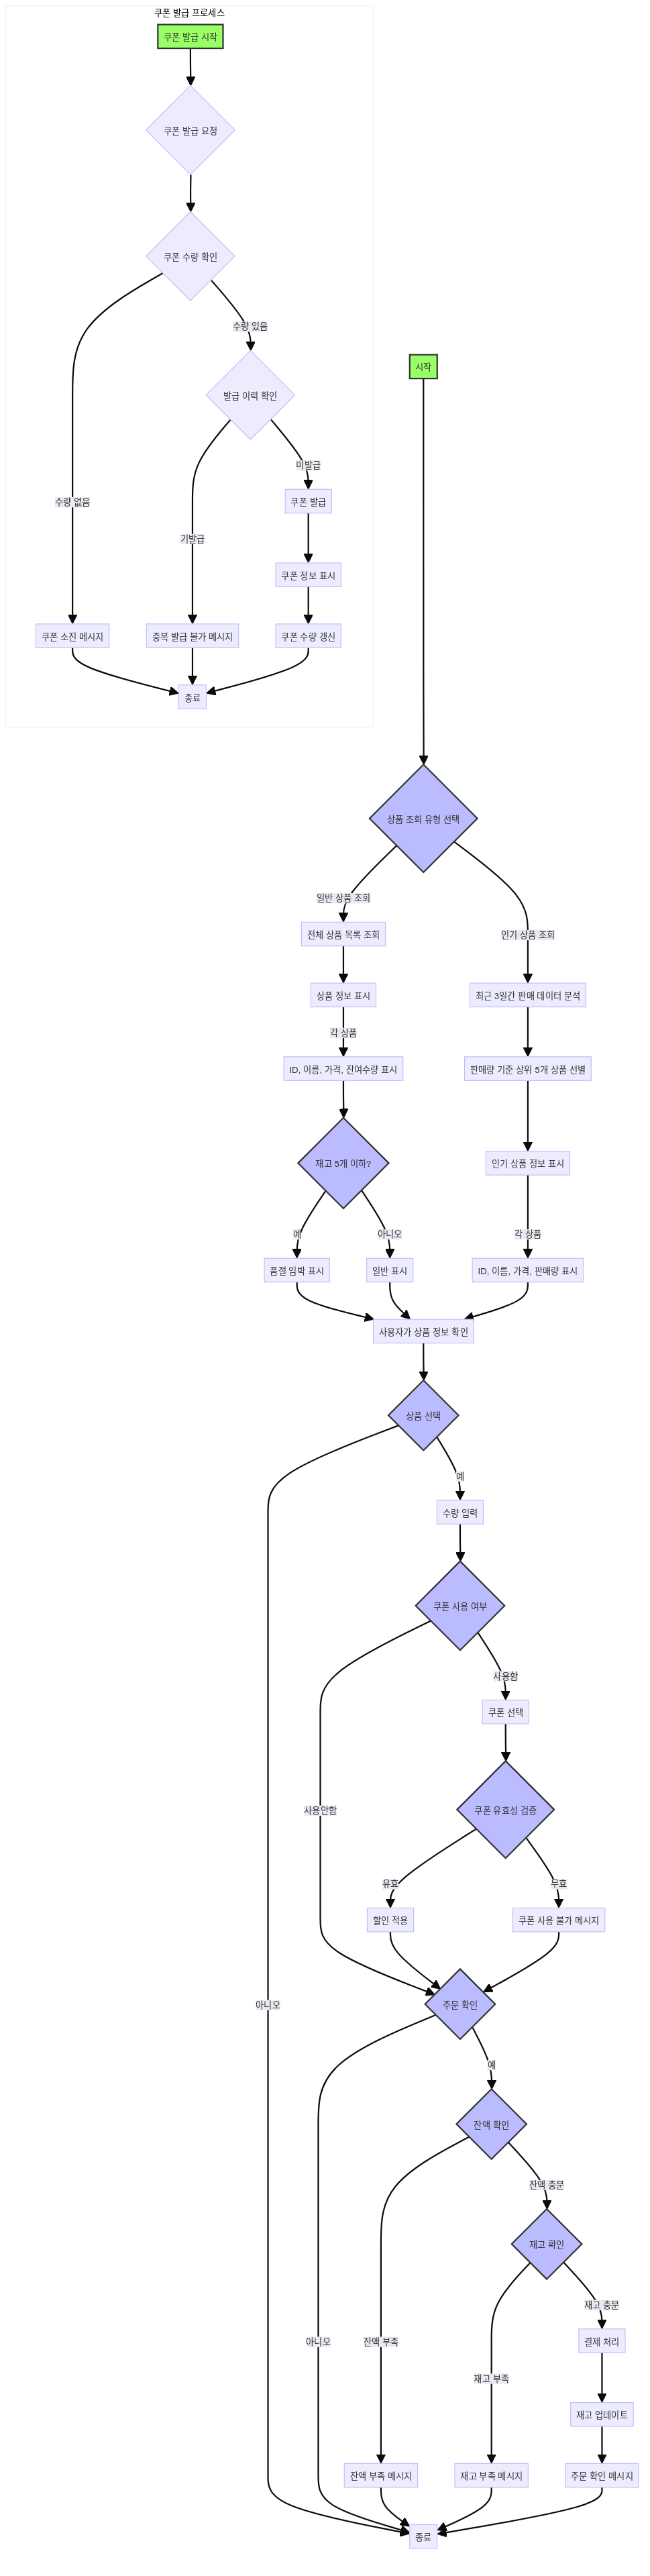 쿠폰 발급 프로세스
쿠폰 발급 시작
쿠폰 발급 요청
쿠폰 수량 확인
수량 있음
발급 이력 확인
미발급
수량 없음
쿠폰 발급
기발급
쿠폰 정보 표시
쿠폰 소진 메시지
중복 발급 불가 메시지
쿠폰 수량 갱신
종료
시작
상품 조회 유형 선택
일반 상품 조회
전체 상품 목록 조회
인기 상품 조회
상품 정보 표시
최근 3일간 판매 데이터 분석
각 상품
ID, 이름, 가격, 잔여수량 표시
판매량 기준 상위 5개 상품 선별
재고 5개 이하?
인기 상품 정보 표시
예
아니오
각 상품
품절 임박 표시
일반 표시
ID, 이름, 가격, 판매량 표시
사용자가 상품 정보 확인
상품 선택
예
수량 입력
쿠폰 사용 여부
사용함
쿠폰 선택
사용안함
쿠폰 유효성 검증
유효
무효
할인 적용
쿠폰 사용 불가 메시지
아니오
주문 확인
예
잔액 확인
잔액 충분
재고 확인
재고 충분
아니오
잔액 부족
결제 처리
재고 부족
재고 업데이트
잔액 부족 메시지
재고 부족 메시지
주문 확인 메시지
종료